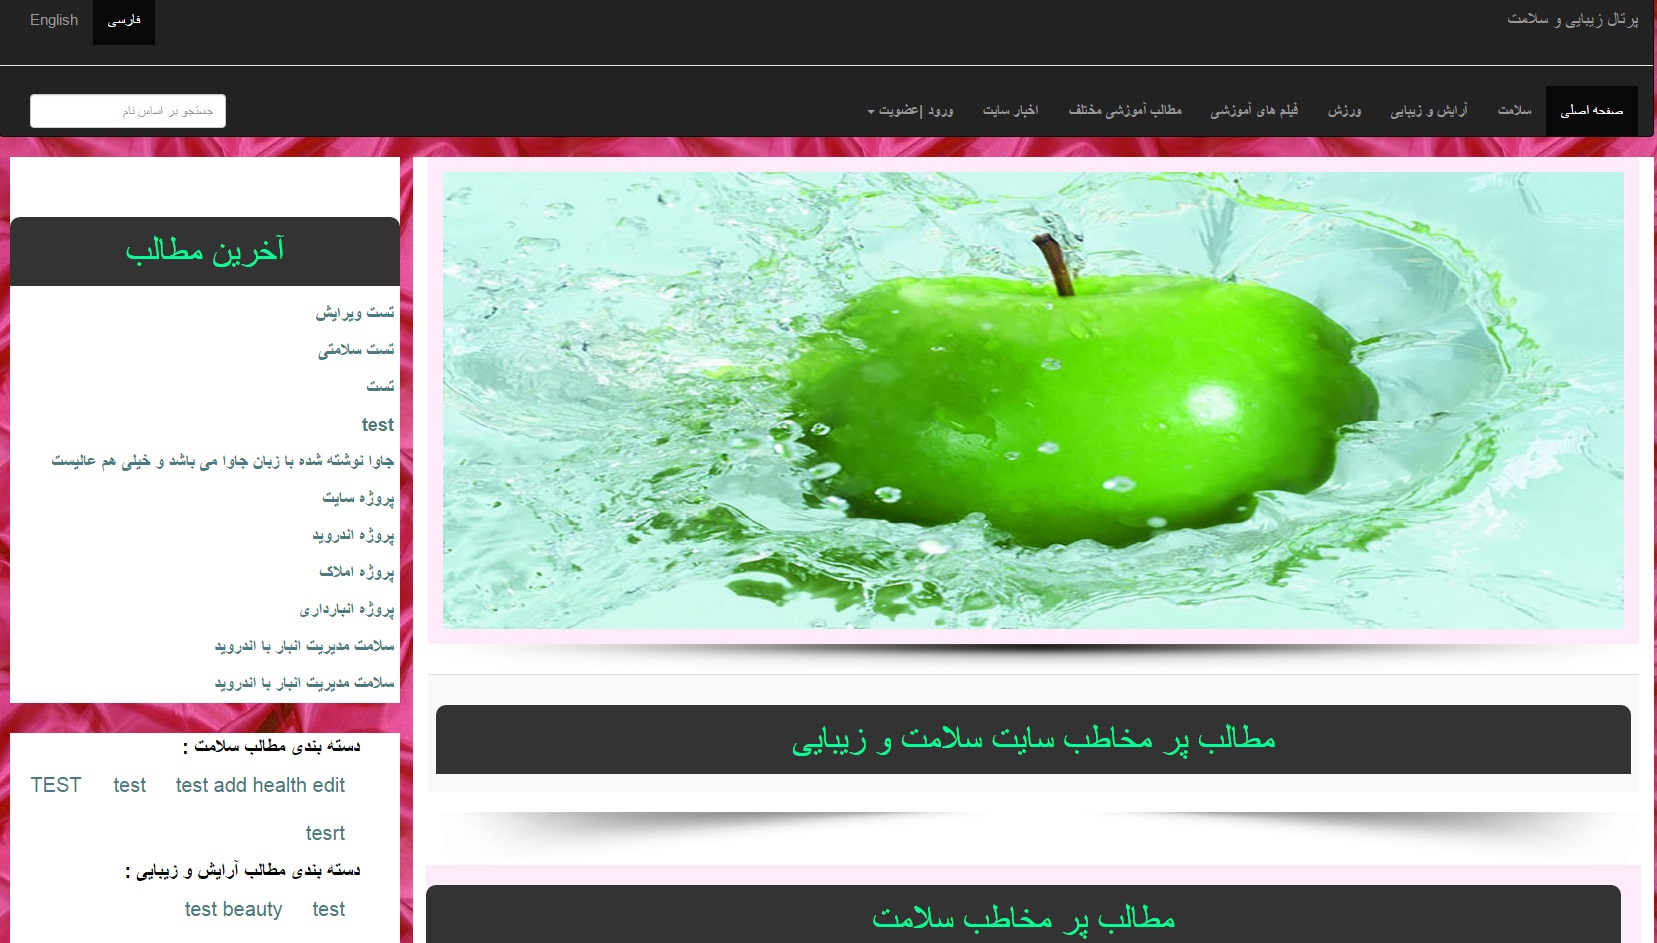 پرتال زیبایی و سلامت
فارسی
English
صفحه اصلی
سلامت
آرایش و زیبایی
ورزش
فیلم های آموزشی
مطالب آموزشی مختلف
اخبار سایت
ورود |عضویت
جستجو بر اساس نام
مطالب پر مخاطب سایت سلامت و زیبایی
مطالب پر مخاطب سلامت
آخرین مطالب
تست ویرایش
تست سلامتی
تست
test
جاوا نوشته شده با زبان جاوا می باشد و خیلی هم عالیست
پروژه سایت
پروژه اندروید
پروژه املاک
پروژه انبارداری
سلامت مدیریت انبار با اندروید
سلامت مدیریت انبار با اندروید
دسته بندی مطالب سلامت :
TEST test test add health edit
tesrt
دسته بندی مطالب آرایش و زیبایی :
test beauty test